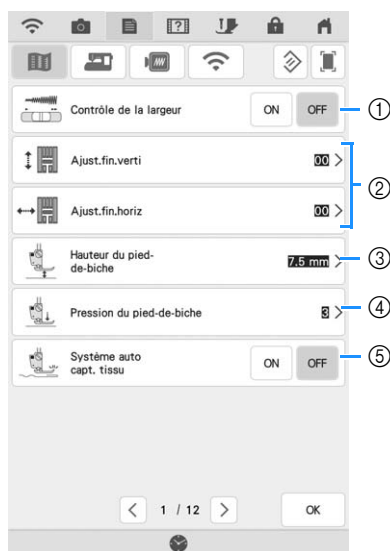 Contrôle de la largeur
ON
OFF
①
Ajust.fin.verti
00
②
Ajust.fin.horiz
00
Hauteur du pied-
de-biche
7.5 mm
③
Pression du pied-de-biche
3
④
Système auto
capt. tissu
ON
OFF
⑤
1 / 12
OK